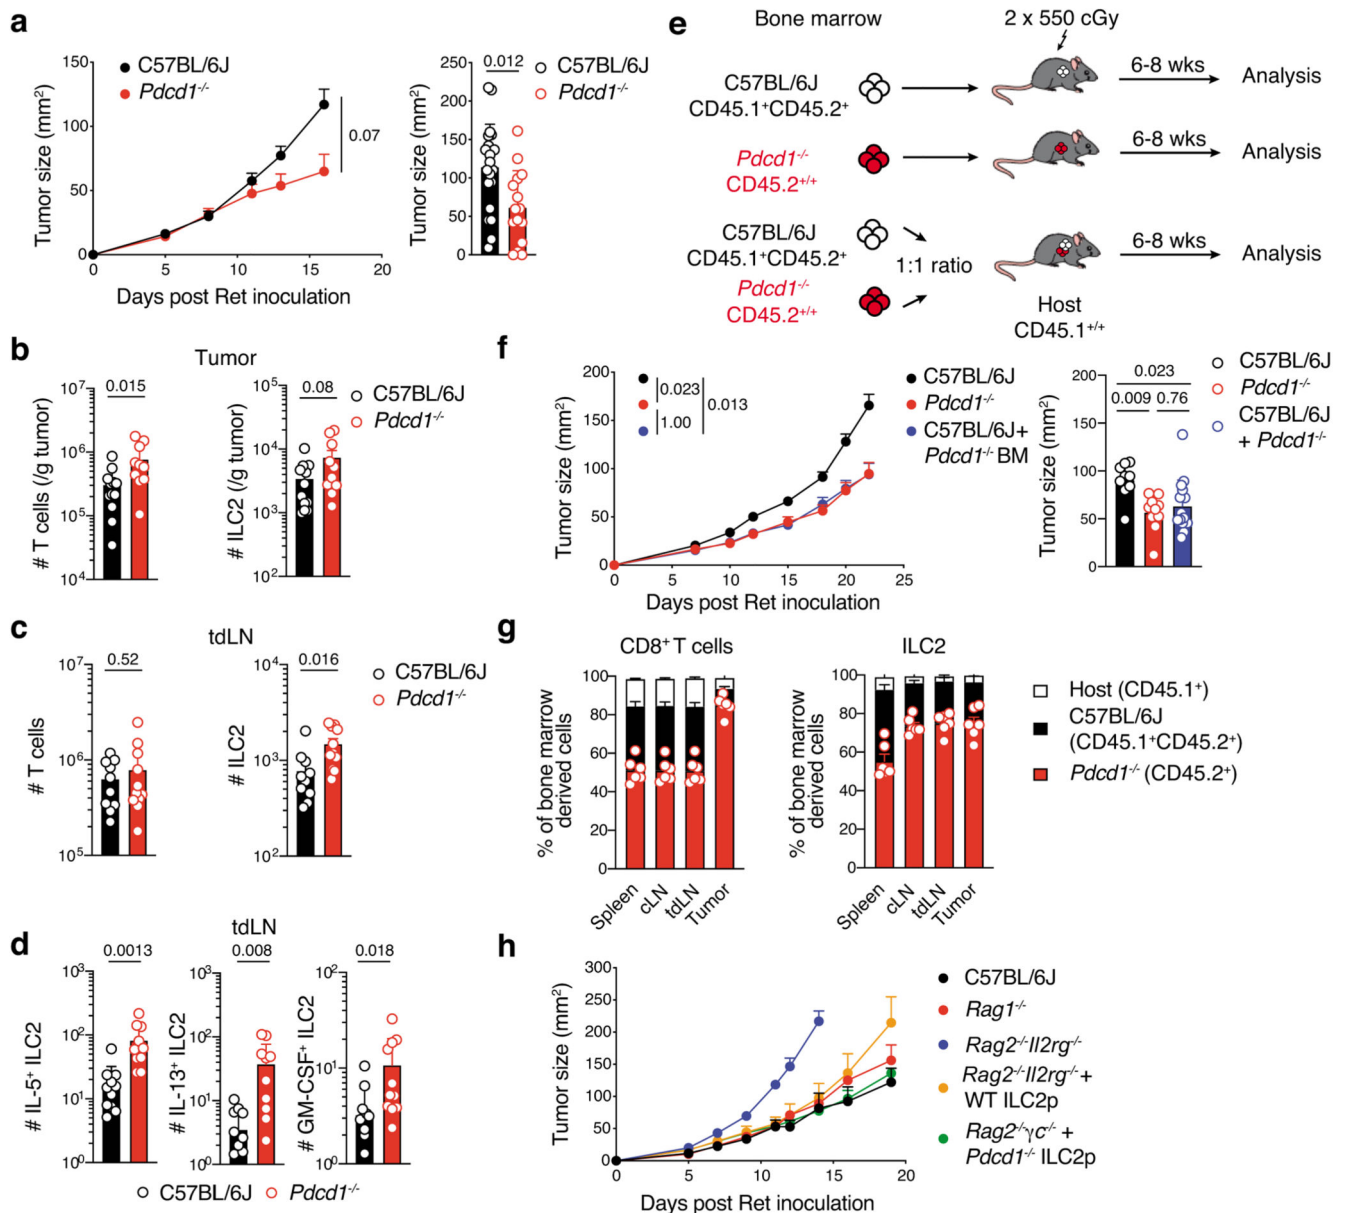 a
Tumor size (mm²)
150
100
50
0
0
5
10
15
20
Days post Ret inoculation
C57BL/6J
Pdcd1⁻/⁻
0.07
Tumor size (mm²)
250
200
150
100
50
0
0.012
C57BL/6J
Pdcd1⁻/⁻
e
Bone marrow
2 x 550 cGy
C57BL/6J
CD45.1⁺CD45.2⁺
6-8 wks
Analysis
Pdcd1⁻/⁻
CD45.2⁺/⁺
6-8 wks
Analysis
C57BL/6J
CD45.1⁺CD45.2⁺
1:1 ratio
Pdcd1⁻/⁻
CD45.2⁺/⁺
6-8 wks
Analysis
Host
CD45.1⁺/⁺
b
Tumor
# T cells (/g tumor)
10⁷
10⁶
10⁵
10⁴
0.015
# ILC2 (/g tumor)
10⁵
10⁴
10³
10²
0.08
C57BL/6J
Pdcd1⁻/⁻
f
Tumor size (mm²)
200
150
100
50
0
0
5
10
15
20
25
Days post Ret inoculation
0.023
1.00
0.013
C57BL/6J
Pdcd1⁻/⁻
C57BL/6J+
Pdcd1⁻/⁻ BM
Tumor size (mm²)
200
150
100
50
0
0.023
0.009
0.76
C57BL/6J
Pdcd1⁻/⁻
C57BL/6J
+ Pdcd1⁻/⁻
c
tdLN
# T cells
10⁷
10⁶
10⁵
0.52
# ILC2
10⁴
10³
10²
0.016
C57BL/6J
Pdcd1⁻/⁻
g
CD8⁺ T cells
% of bone marrow
derived cells
100
80
60
40
20
0
Spleen
cLN
tdLN
Tumor
ILC2
% of bone marrow
derived cells
100
80
60
40
20
0
Spleen
cLN
tdLN
Tumor
Host (CD45.1⁺)
C57BL/6J
(CD45.1⁺CD45.2⁺)
Pdcd1⁻/⁻ (CD45.2⁺)
d
tdLN
# IL-5⁺ ILC2
10³
10²
10¹
10⁰
0.0013
# IL-13⁺ ILC2
10³
10²
10¹
10⁰
0.008
# GM-CSF⁺ ILC2
10²
10¹
10⁰
0.018
C57BL/6J
Pdcd1⁻/⁻
h
Tumor size (mm²)
300
250
200
150
100
50
0
0
5
10
15
20
Days post Ret inoculation
C57BL/6J
Rag1⁻/⁻
Rag2⁻/⁻Il2rg⁻/⁻
Rag2⁻/⁻Il2rg⁻/⁻+
WT ILC2p
Rag2⁻/⁻γc⁻/⁻ +
Pdcd1⁻/⁻ ILC2p